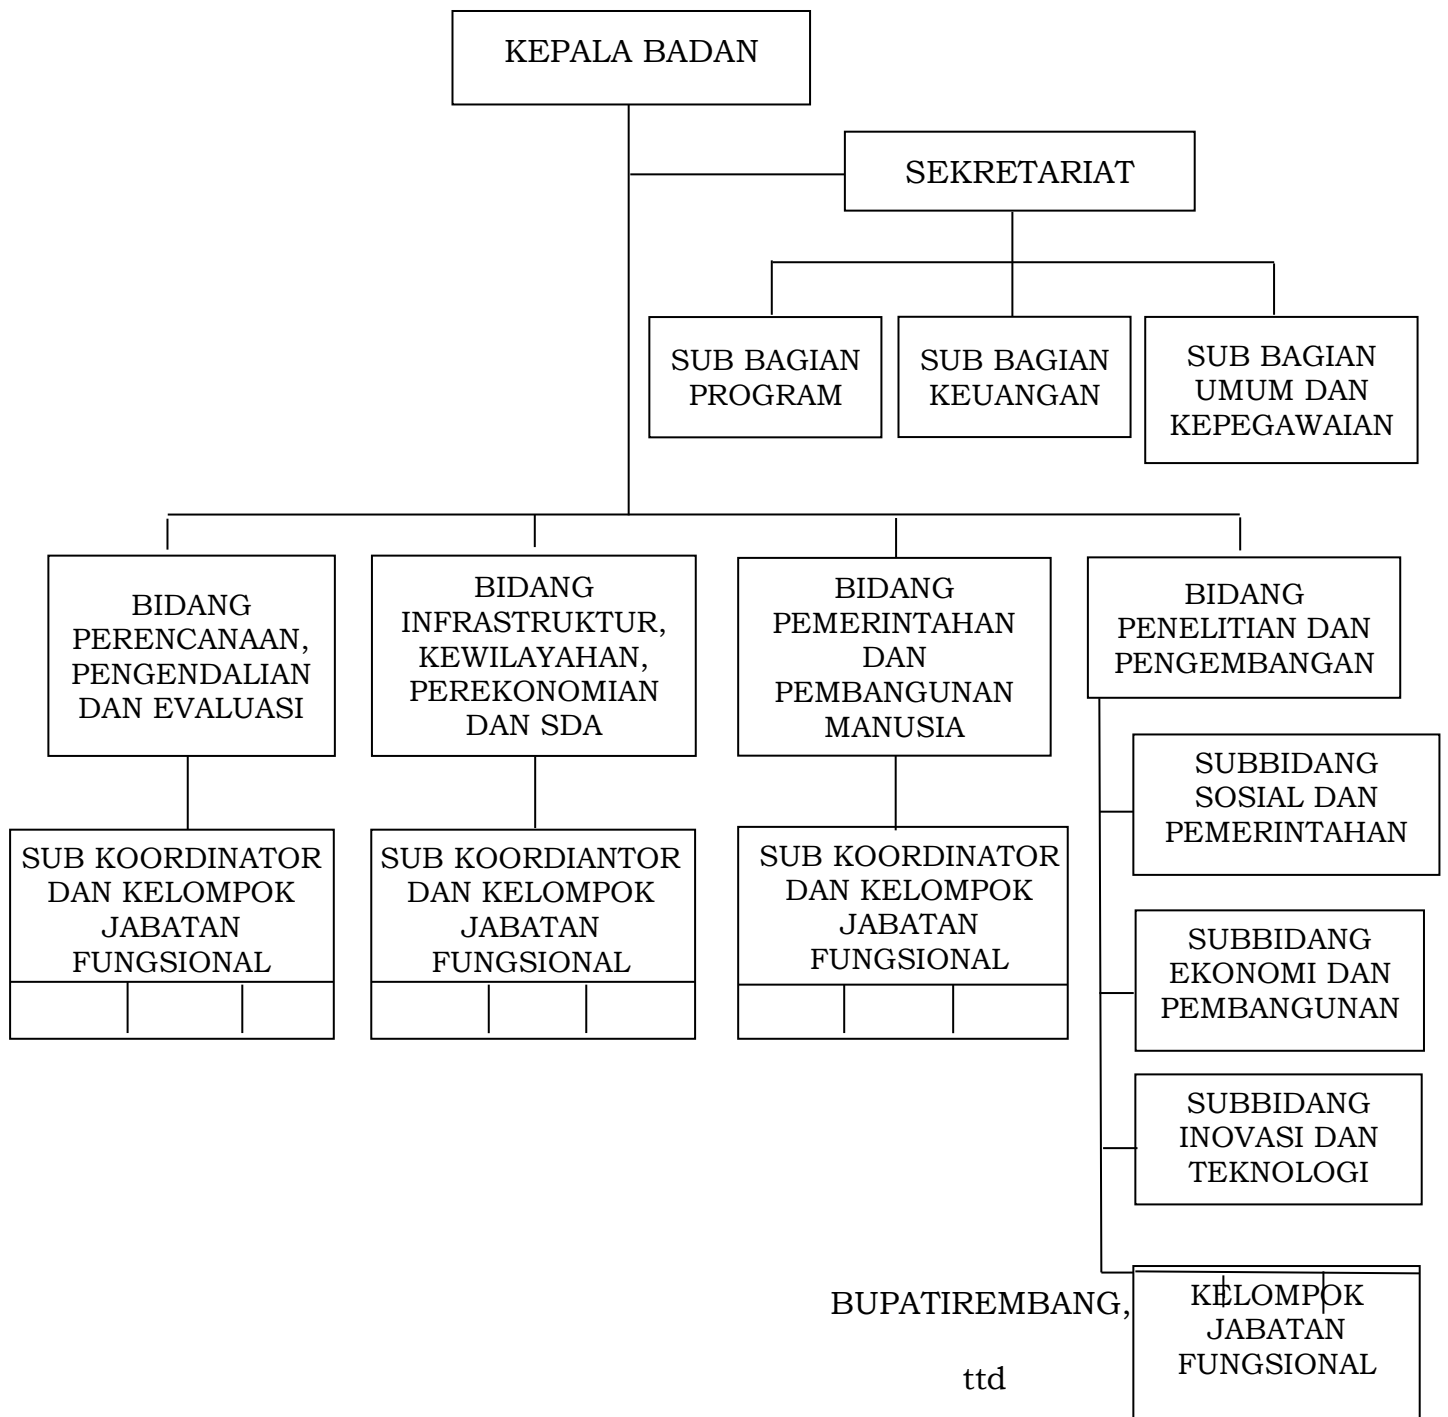 KEPALA BADAN
SEKRETARIAT
SUB BAGIAN
PROGRAM
SUB BAGIAN
KEUANGAN
SUB BAGIAN
UMUM DAN
KEPEGAWAIAN
BIDANG
PERENCANAAN,
PENGENDALIAN
DAN EVALUASI
BIDANG
INFRASTRUKTUR,
KEWILAYAHAN,
PEREKONOMIAN
DAN SDA
BIDANG
PEMERINTAHAN
DAN
PEMBANGUNAN
MANUSIA
BIDANG
PENELITIAN DAN
PENGEMBANGAN
SUB KOORDINATOR
DAN KELOMPOK
JABATAN
FUNGSIONAL
SUB KOORDIANTOR
DAN KELOMPOK
JABATAN
FUNGSIONAL
SUB KOORDINATOR
DAN KELOMPOK
JABATAN
FUNGSIONAL
SUBBIDANG
SOSIAL DAN
PEMERINTAHAN
SUBBIDANG
EKONOMI DAN
PEMBANGUNAN
SUBBIDANG
INOVASI DAN
TEKNOLOGI
KELOMPOK
JABATAN
FUNGSIONAL
BUPATIREMBANG,
ttd